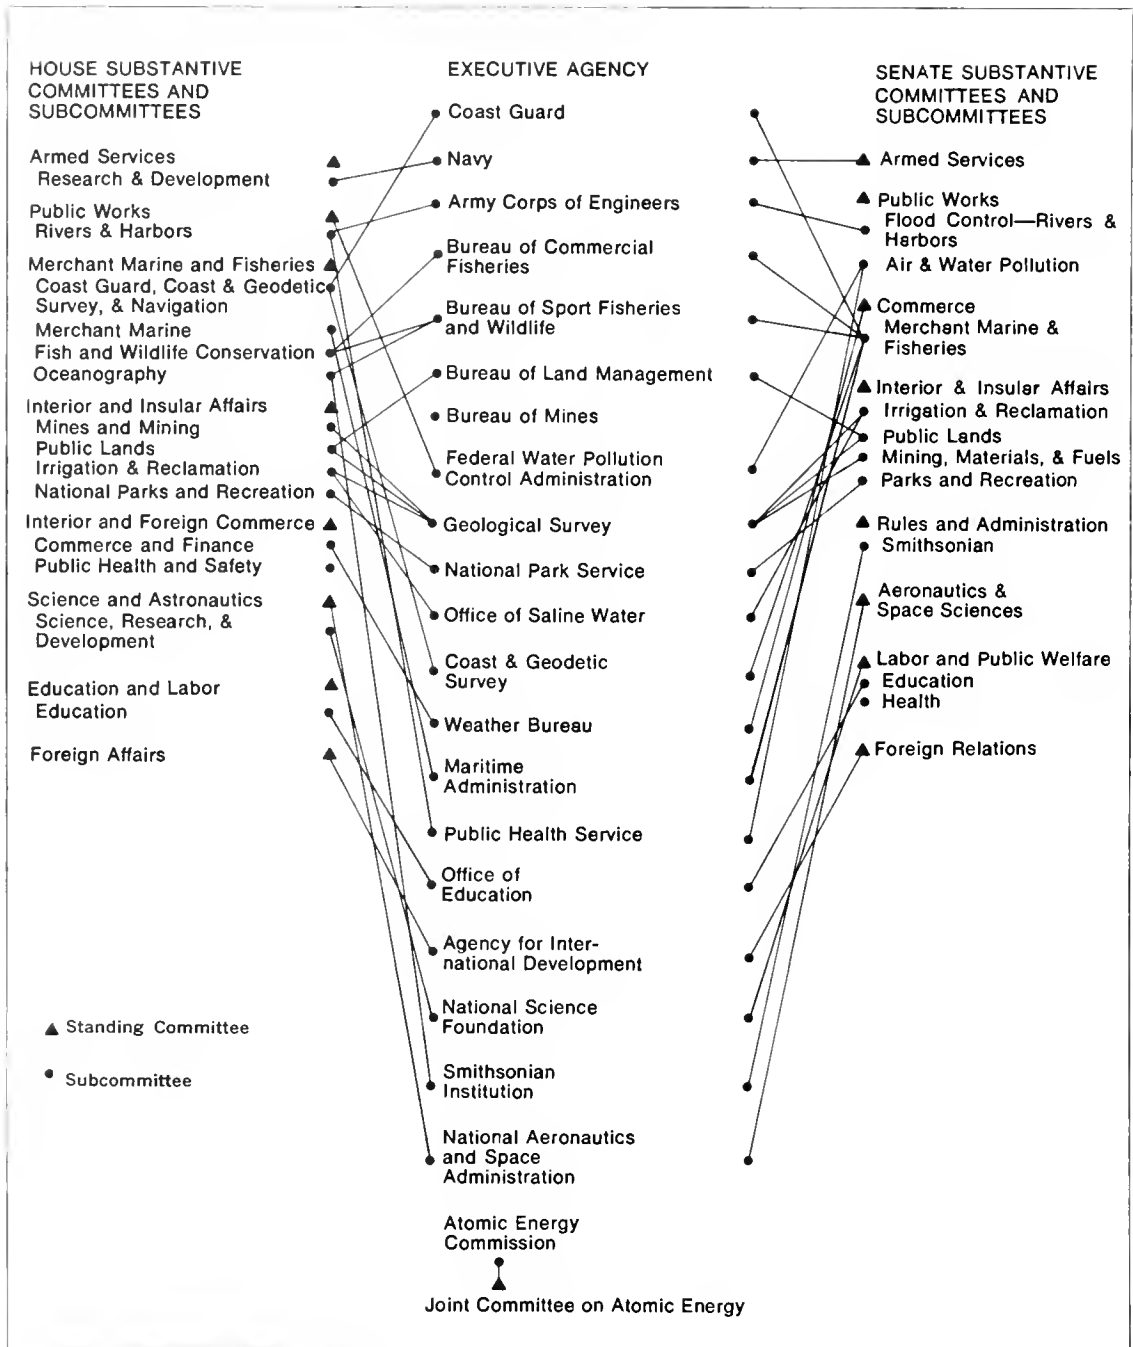 HOUSE SUBSTANTIVE
COMMITTEES AND
SUBCOMMITTEES
Armed Services
Research & Development
Public Works
Rivers & Harbors
Merchant Marine and Fisheries
Coast Guard, Coast & Geodetic
Survey, & Navigation
Merchant Marine
Fish and Wildlife Conservation
Oceanography
Interior and Insular Affairs
Mines and Mining
Public Lands
Irrigation & Reclamation
National Parks and Recreation
Interior and Foreign Commerce
Commerce and Finance
Public Health and Safety
Science and Astronautics
Science, Research, &
Development
Education and Labor
Education
Foreign Affairs
Standing Committee
Subcommittee
EXECUTIVE AGENCY
Coast Guard
Navy
Army Corps of Engineers
Bureau of Commercial
Fisheries
Bureau of Sport Fisheries
and Wildlife
Bureau of Land Management
Bureau of Mines
Federal Water Pollution
Control Administration
Geological Survey
National Park Service
Office of Saline Water
Coast & Geodetic
Survey
Weather Bureau
Maritime
Administration
Public Health Service
Office of
Education
Agency for Inter-
national Development
National Science
Foundation
Smithsonian
Institution
National Aeronautics
and Space
Administration
Atomic Energy
Commission
Joint Committee on Atomic Energy
SENATE SUBSTANTIVE
COMMITTEES AND
SUBCOMMITTEES
Armed Services
Public Works
Flood Control—Rivers &
Harbors
Air & Water Pollution
Commerce
Merchant Marine &
Fisheries
Interior & Insular Affairs
Irrigation & Reclamation
Public Lands
Mining, Materials, & Fuels
Parks and Recreation
Rules and Administration
Smithsonian
Aeronautics &
Space Sciences
Labor and Public Welfare
Education
Health
Foreign Relations